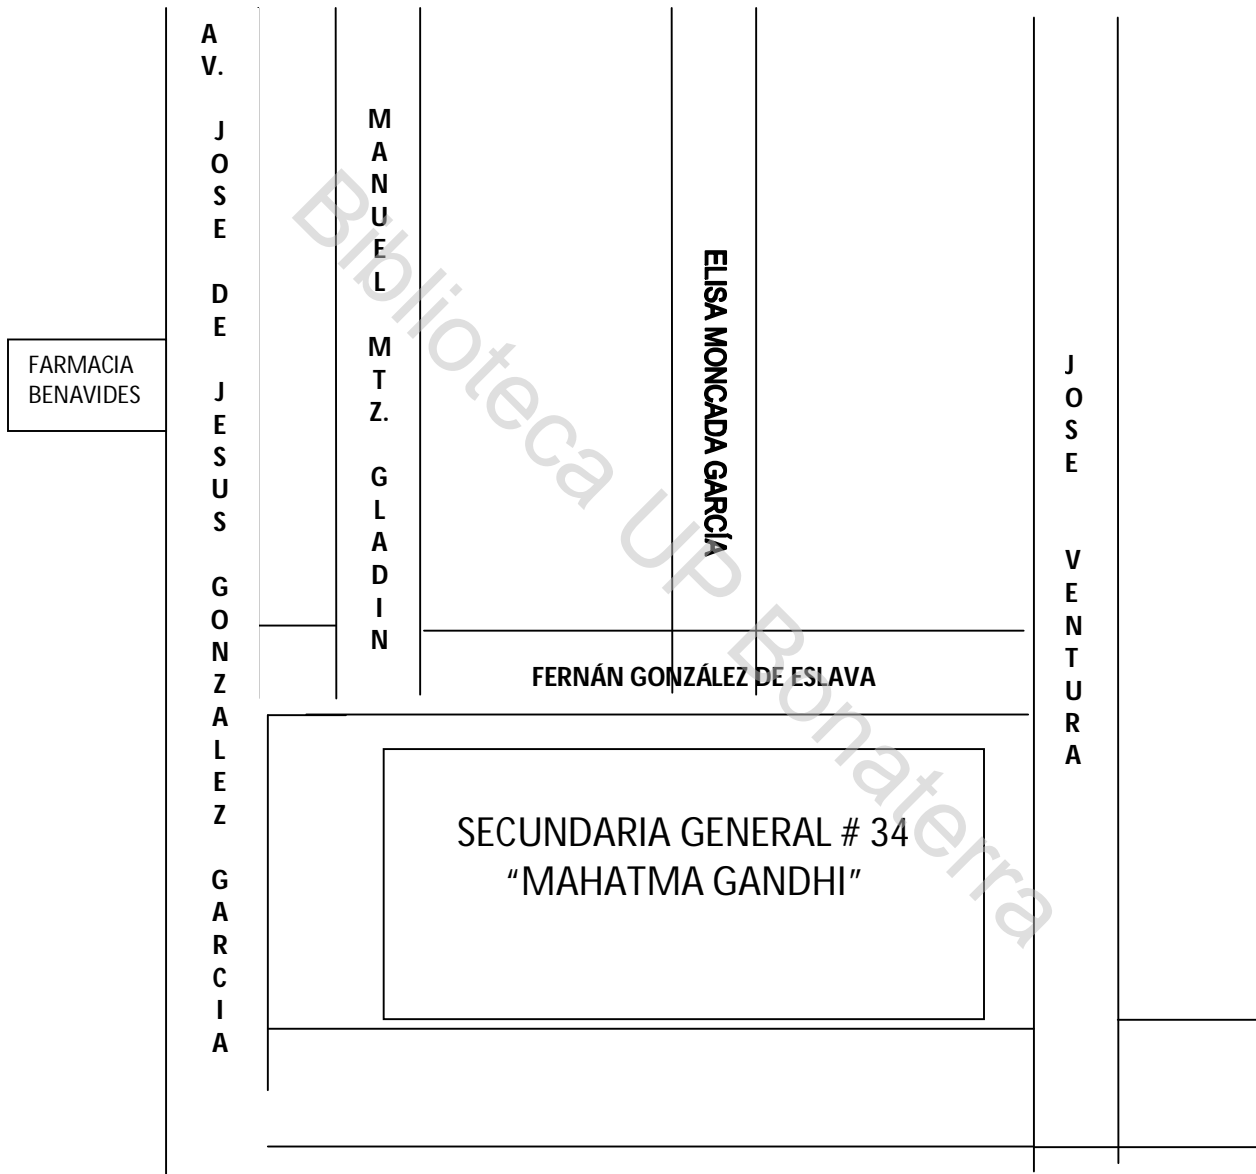 AV. JOSE DE JESUS GONZALEZ GARCIA
MANUEL MTZ. GLADIN
ELISA MONCADA GARCÍA
JOSE VENTURA
FARMACIA
BENAVIDES
FERNÁN GONZÁLEZ DE ESLAVA
SECUNDARIA GENERAL # 34
“MAHATMA GANDHI”
Biblioteca UP Bonaterra